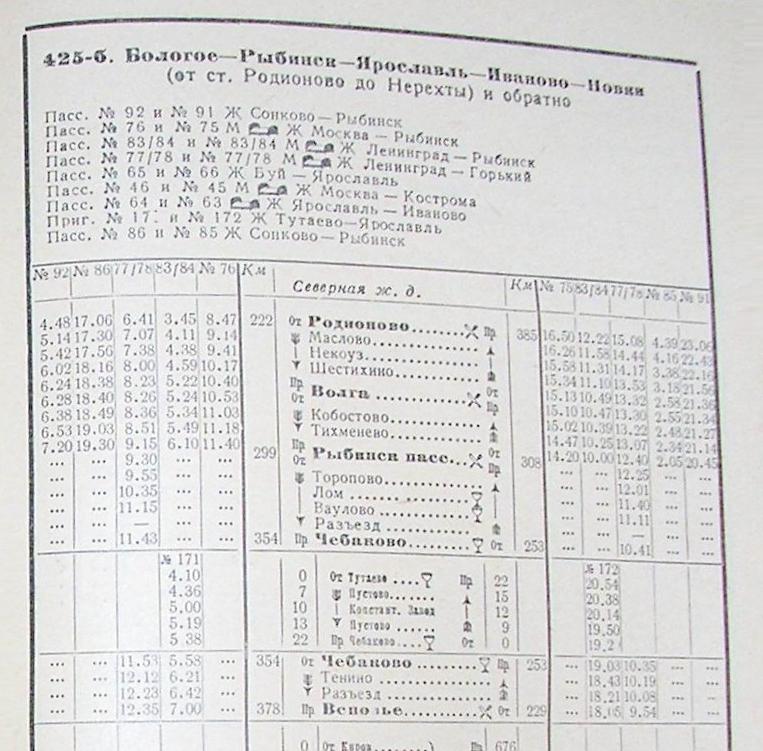 425-б. Бологое—Рыбинск—Ярославль—Иваново—Новки
(от ст. Родионово до Нерехты) и обратно
Пасс. № 92 и № 91 Ж Сонково—Рыбинск
Пасс. № 76 и № 75 М Ж Москва—Рыбинск
Пасс. № 83/84 и № 83/84 М Ж Ленинград—Рыбинск
Пасс. № 77/78 и № 77/78 М Ж Ленинград—Горький
Пасс. № 65 и № 66 Ж Буй—Ярославль
Пасс. № 46 и № 45 М Ж Москва—Кострома
Пасс. № 64 и № 63 Ж Ярославль—Иваново
Приг. № 17 и № 172 Ж Тутаево—Ярославль
Пасс. № 86 и № 85 Ж Сонково—Рыбинск
№ 92 № 86 77/78 83/84 № 76 Км Северная ж. д. Км № 75 83/84 77/78 № 85 № 91
4.48 17.06 6.41 3.45 8.47 222 От Родионово Пр 385 16.50 12.22 15.08 4.39 23.06
5.14 17.30 7.07 4.11 9.14 Маслово 16.26 11.58 14.44 4.16 22.43
5.42 17.56 7.38 4.38 9.41 Некоуз 15.58 11.31 14.17 3.38 22.16
6.02 18.16 8.00 4.59 10.17 Шестихино 15.34 11.10 13.53 3.18 21.56
6.24 18.38 8.23 5.22 10.40 Пр Волга От 15.13 10.49 13.32 2.58 21.36
6.28 18.40 8.26 5.24 10.53 От Пр 15.10 10.47 13.30 2.55 21.34
6.38 18.49 8.36 5.34 11.03 Кобостово 15.02 10.39 13.22 2.48 21.27
6.53 19.03 8.51 5.49 11.18 Тихменево 14.47 10.25 13.07 2.34 21.14
7.20 19.30 9.15 6.10 11.40 299 Пр Рыбинск пасс. От 308 14.20 10.00 12.40 2.05 20.45
... ... 9.30 ... ... От Пр ... ... 12.25 ... ...
... ... 9.55 ... ... Торопово ... ... 12.01 ... ...
... ... 10.35 ... ... Лом ... ... 11.40 ... ...
... ... 11.15 ... ... Ваулово ... ... 11.11 ... ...
... ... — ... ... Разъезд ... ... — ... ...
... ... 11.43 ... ... 354 Пр Чебаково От 253 ... ... 10.41 ... ...
№ 171 № 172
4.10 0 От Тутаево Пр 22 20.54
4.36 7 Пустово 15 20.38
5.00 10 Констант. Завод 12 20.14
5.19 13 Пустово 9 19.50
5 38 22 Пр Чебаково От 0 19.2
... ... 11.53 5.58 ... 354 От Чебаково Пр 253 ... 19.03 10.35 ... ...
... ... 12.12 6.21 ... Тенино ... 18.43 10.19 ... ...
... ... 12.23 6.42 ... Разъезд ... 18.21 10.08 ... ...
... ... 12.35 7.00 ... 378 Пр Всполье От 229 ... 18.05 9.54 ... ...
0 От Киров 676